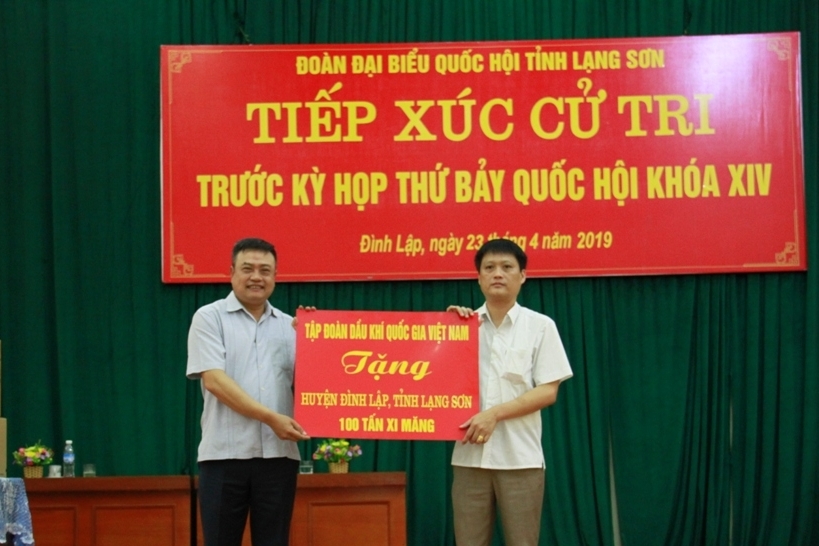 ĐOÀN ĐẠI BIỂU QUỐC HỘI TỈNH LẠNG SƠN
TIẾP XÚC CỬ TRI
TRƯỚC KỲ HỌP THỨ BẢY QUỐC HỘI KHÓA XIV
Đình Lập, ngày 23 tháng 4 năm 2019
TẬP ĐOÀN DẦU KHÍ QUỐC GIA VIỆT NAM
Tặng
HUYỆN ĐÌNH LẬP, TỈNH LẠNG SƠN
100 TẤN XI MĂNG